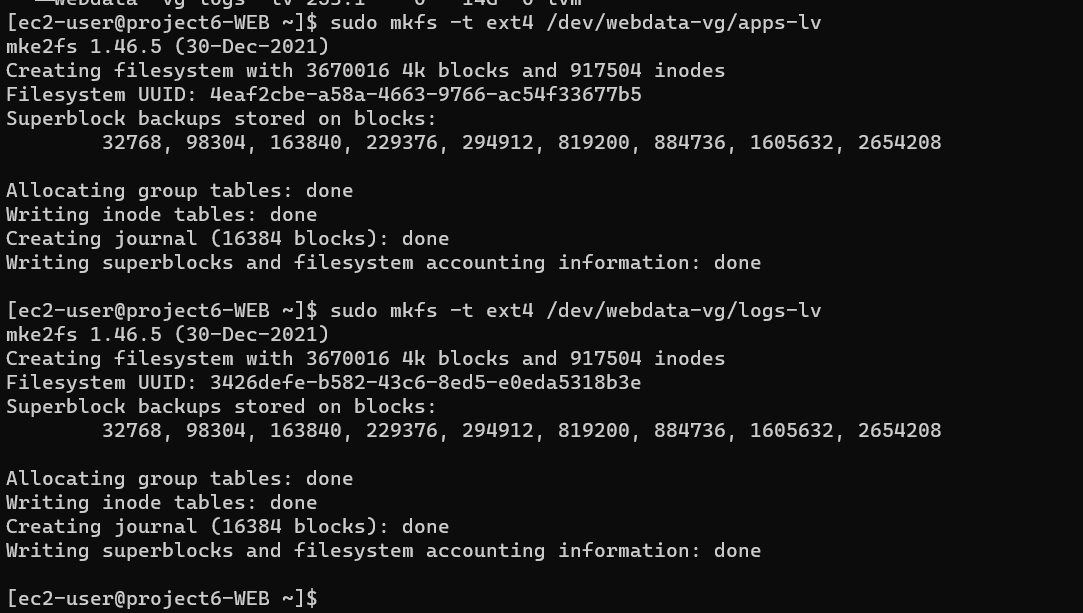 [ec2-user@project6-WEB ~]$ sudo mkfs -t ext4 /dev/webdata-vg/apps-lv
mke2fs 1.46.5 (30-Dec-2021)
Creating filesystem with 3670016 4k blocks and 917504 inodes
Filesystem UUID: 4eaf2cbe-a58a-4663-9766-ac54f33677b5
Superblock backups stored on blocks:
        32768, 98304, 163840, 229376, 294912, 819200, 884736, 1605632, 2654208
Allocating group tables: done
Writing inode tables: done
Creating journal (16384 blocks): done
Writing superblocks and filesystem accounting information: done
[ec2-user@project6-WEB ~]$ sudo mkfs -t ext4 /dev/webdata-vg/logs-lv
mke2fs 1.46.5 (30-Dec-2021)
Creating filesystem with 3670016 4k blocks and 917504 inodes
Filesystem UUID: 3426defe-b582-43c6-8ed5-e0eda5318b3e
Superblock backups stored on blocks:
        32768, 98304, 163840, 229376, 294912, 819200, 884736, 1605632, 2654208
Allocating group tables: done
Writing inode tables: done
Creating journal (16384 blocks): done
Writing superblocks and filesystem accounting information: done
[ec2-user@project6-WEB ~]$